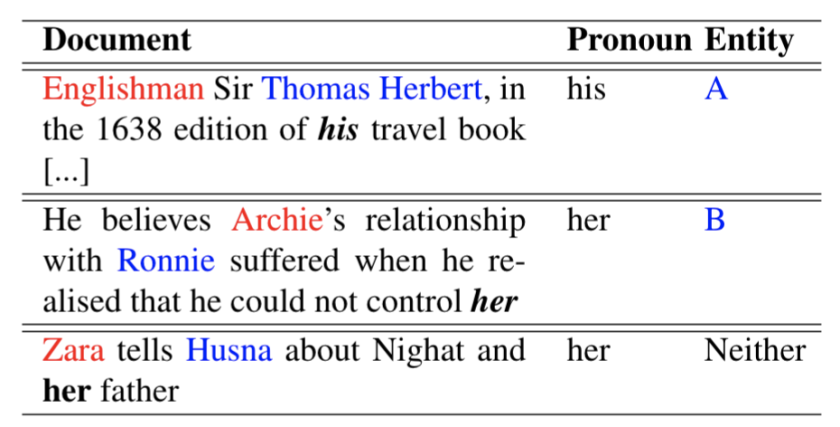 Document Pronoun Entity
Englishman Sir Thomas Herbert, in his A
the 1638 edition of his travel book
[...]
He believes Archie's relationship her B
with Ronnie suffered when he re-
alised that he could not control her
Zara tells Husna about Nighat and her Neither
her father